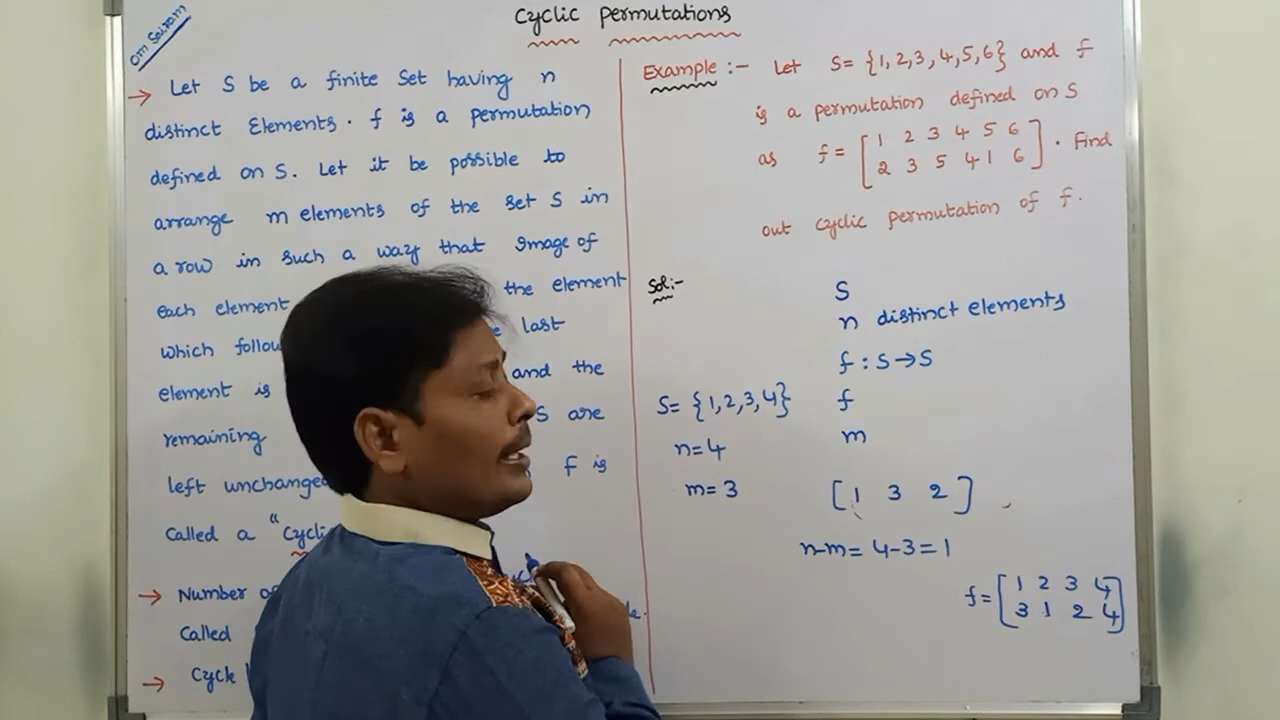 om Sairam
Cyclic Permutations
→ Let S be a finite Set having n
distinct Elements. f is a permutation
defined on S. Let it be possible to
arrange m elements of the set S in
a row in such a way that Image of
each element the element
which last
element is and the
remaining S are
left unchanged f is
Called a "
→ Number
Called
→ Cycle
Example :- Let S= {1,2,3,4,5,6} and f
is a permutation defined on S
as f= [ 1 2 3 4 5 6
2 3 5 4 1 6 ] . Find
out cyclic permutation of f.
Sol:-
S
n distinct elements
f : S→S
S= {1,2,3,4} f
n=4 m
m=3 [1 3 2]
n-m= 4-3=1
f= [ 1 2 3 4
3 1 2 4 ]